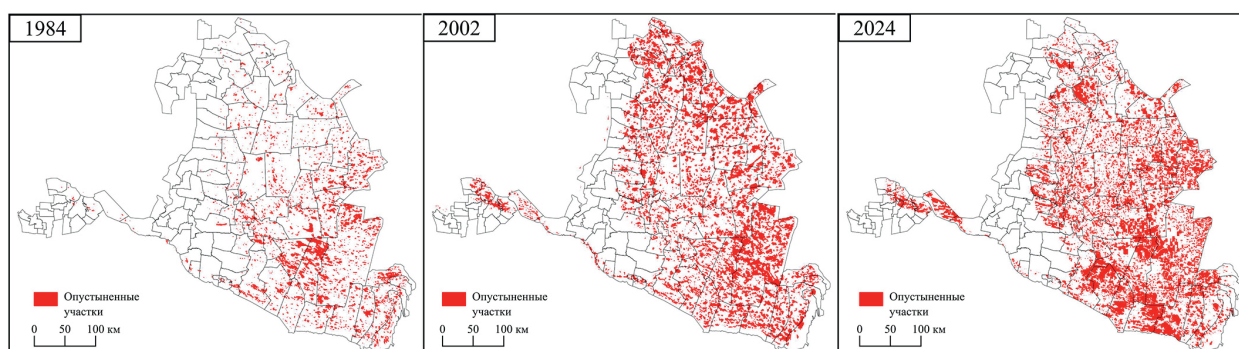 1984
Опустыненные
участки
0 50 100 км
2002
Опустыненные
участки
0 50 100 км
2024
Опустыненные
участки
0 50 100 км